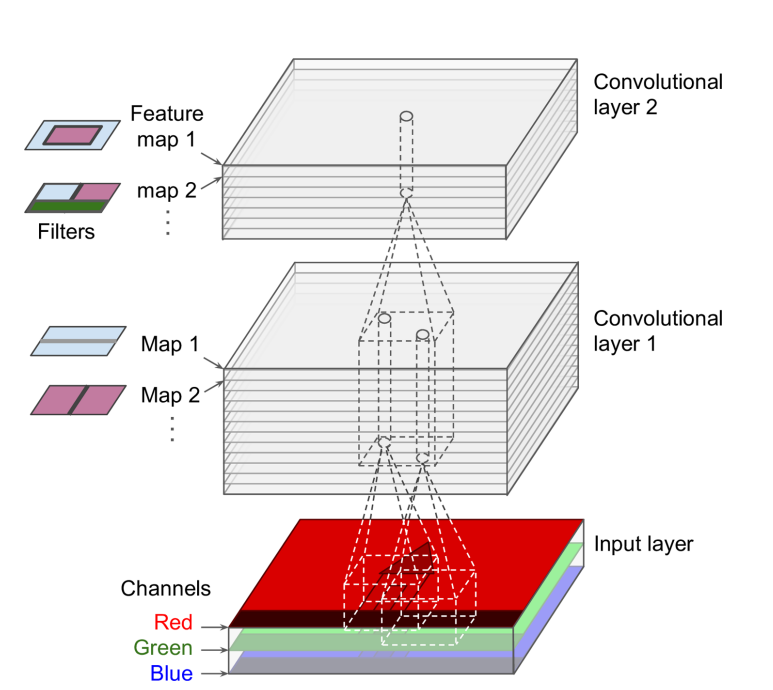 Convolutional
layer 2
Feature
map 1
map 2
Filters
Convolutional
layer 1
Map 1
Map 2
Input layer
Channels
Red
Green
Blue